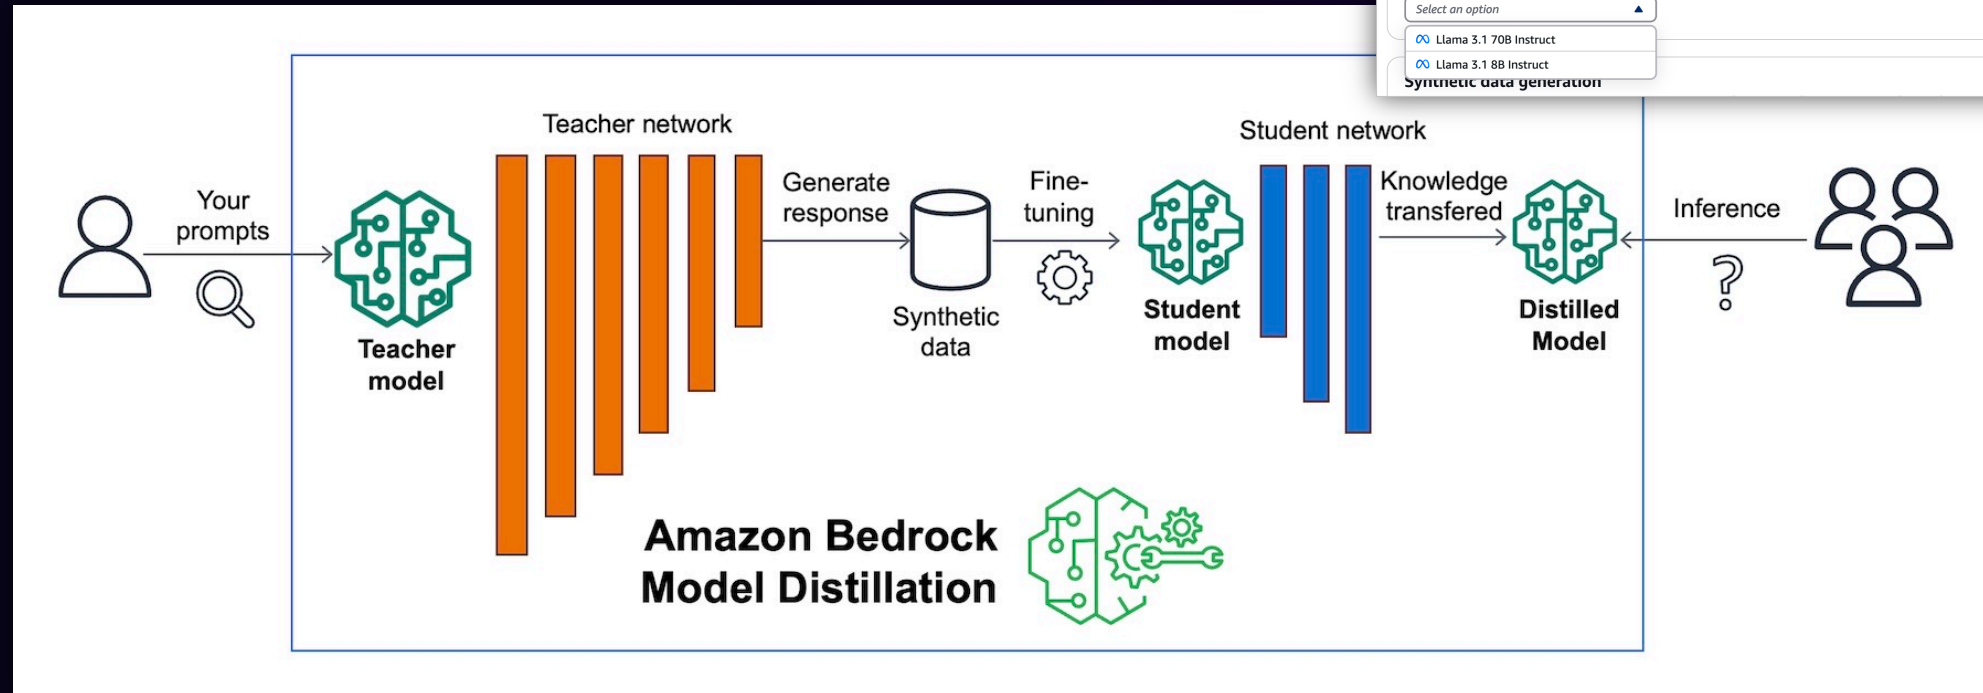 Select an option
Llama 3.1 70B Instruct
Llama 3.1 8B Instruct
Synthetic data generation
Teacher network
Student network
Your
prompts
Generate
response
Fine-
tuning
Knowledge
transfered
Inference
Teacher
model
Synthetic
data
Student
model
Distilled
Model
Amazon Bedrock
Model Distillation